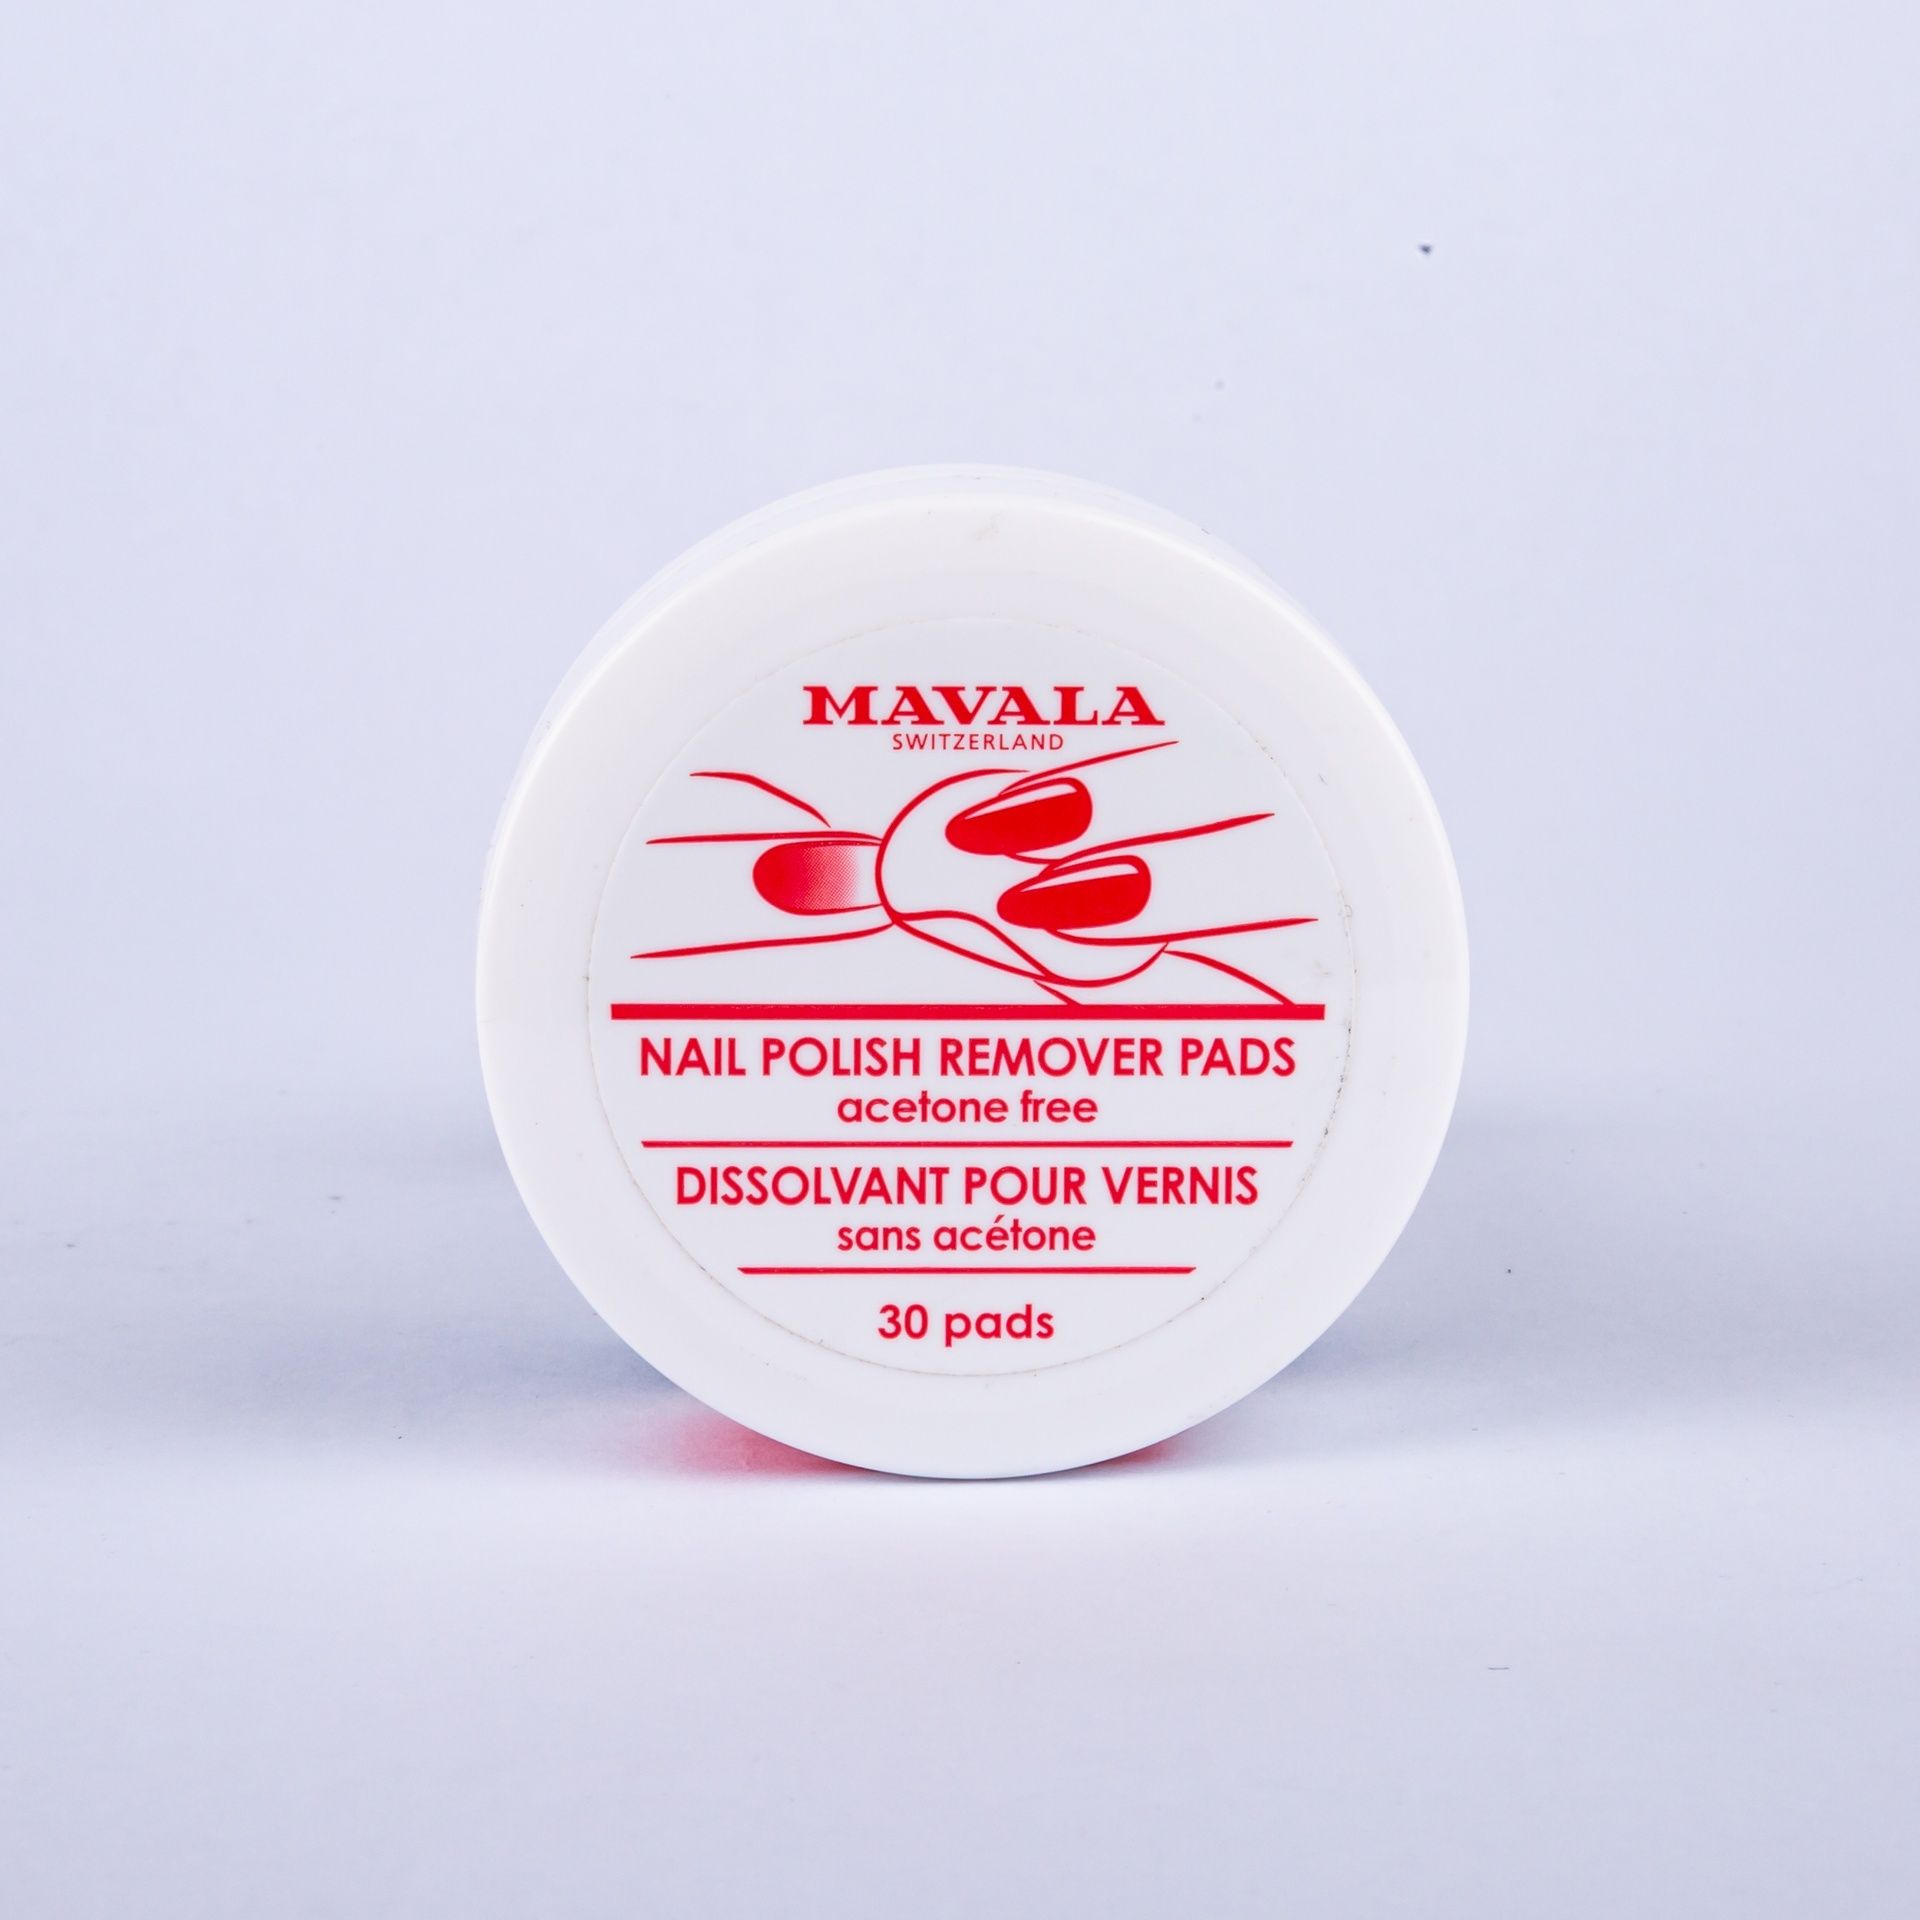 MAVALA
SWITZERLAND
NAIL POLISH REMOVER PADS
acetone free
DISSOLVANT POUR VERNIS
sans acétone
30 pads